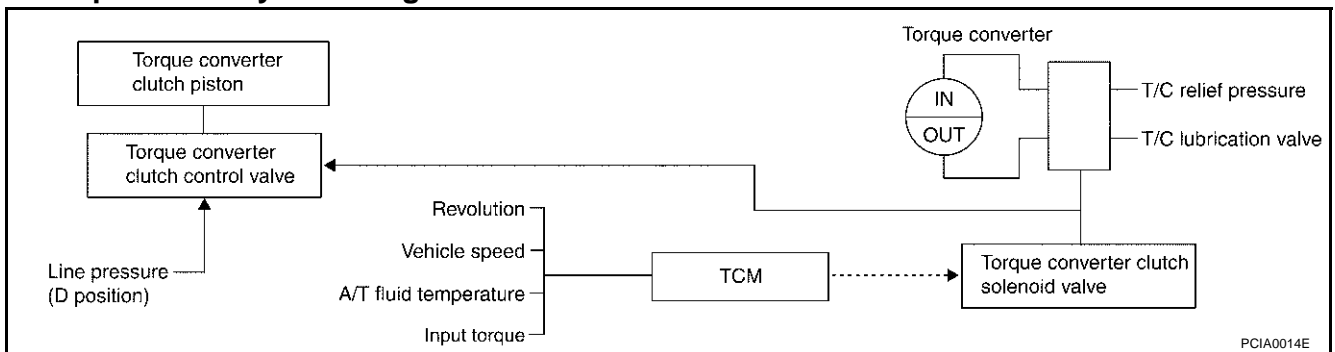 Torque converter
clutch piston
Torque converter
clutch control valve
Line pressure
(D position)
Revolution
Vehicle speed
A/T fluid temperature
Input torque
TCM
Torque converter
IN
OUT
T/C relief pressure
T/C lubrication valve
Torque converter clutch
solenoid valve
PCIA0014E